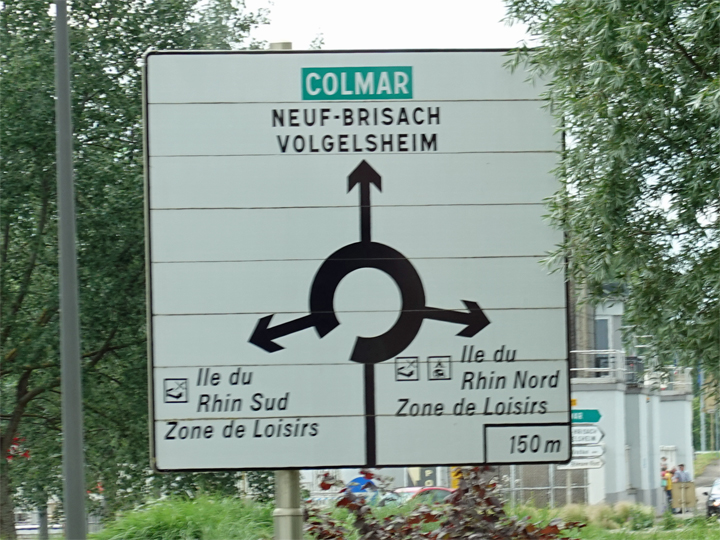 COLMAR
NEUF-BRISACH
VOLGELSHEIM
Ile du
Rhin Sud
Zone de Loisirs
Ile du
Rhin Nord
Zone de Loisirs
150 m